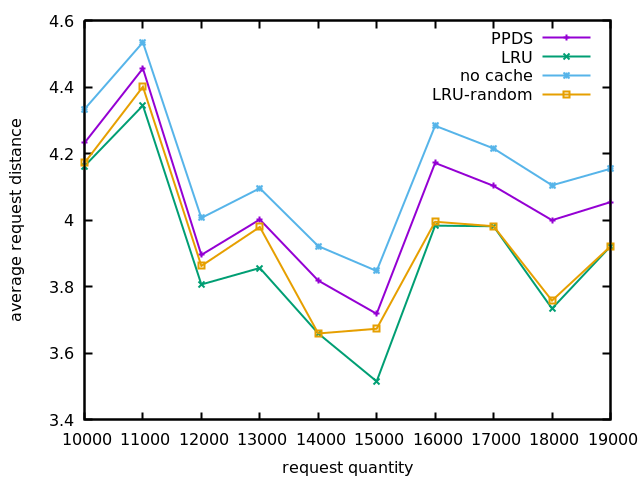 4.6
4.4
4.2
4
3.8
3.6
3.4
average request distance
PPDS
LRU
no cache
LRU-random
10000 11000 12000 13000 14000 15000 16000 17000 18000 19000
request quantity